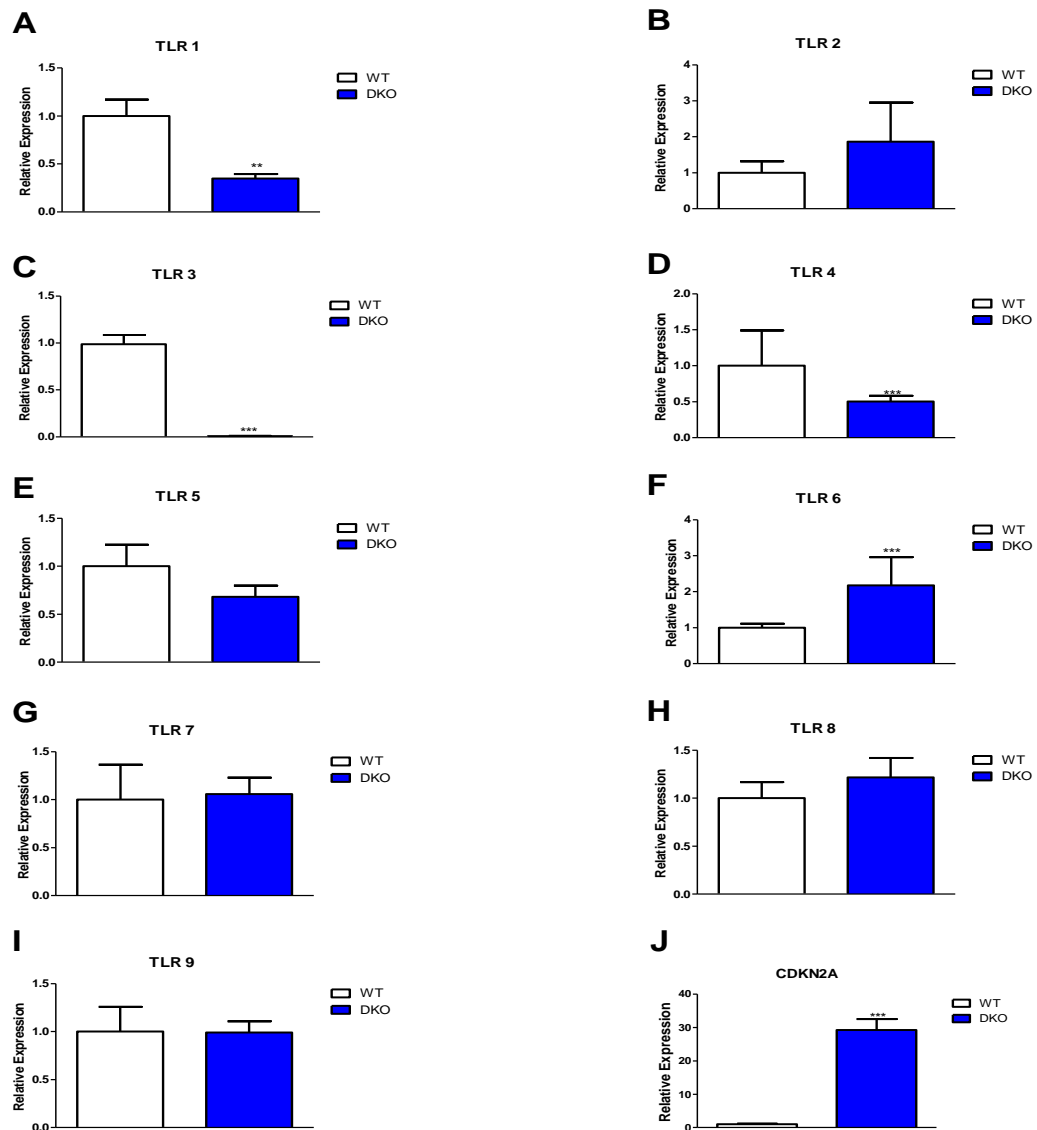 A
TLR 1
WT
DKO
Relative Expression
1.5
1.0
0.5
0.0
**
B
TLR 2
WT
DKO
Relative Expression
4
3
2
1
0
C
TLR 3
WT
DKO
Relative Expression
1.5
1.0
0.5
0.0
***
D
TLR 4
WT
DKO
Relative Expression
2.0
1.5
1.0
0.5
0.0
***
E
TLR 5
WT
DKO
Relative Expression
1.5
1.0
0.5
0.0
F
TLR 6
WT
DKO
Relative Expression
4
3
2
1
0
***
G
TLR 7
WT
DKO
Relative Expression
1.5
1.0
0.5
0.0
H
TLR 8
WT
DKO
Relative Expression
1.5
1.0
0.5
0.0
I
TLR 9
WT
DKO
Relative Expression
1.5
1.0
0.5
0.0
J
CDKN2A
WT
DKO
Relative Expression
40
30
20
10
0
***